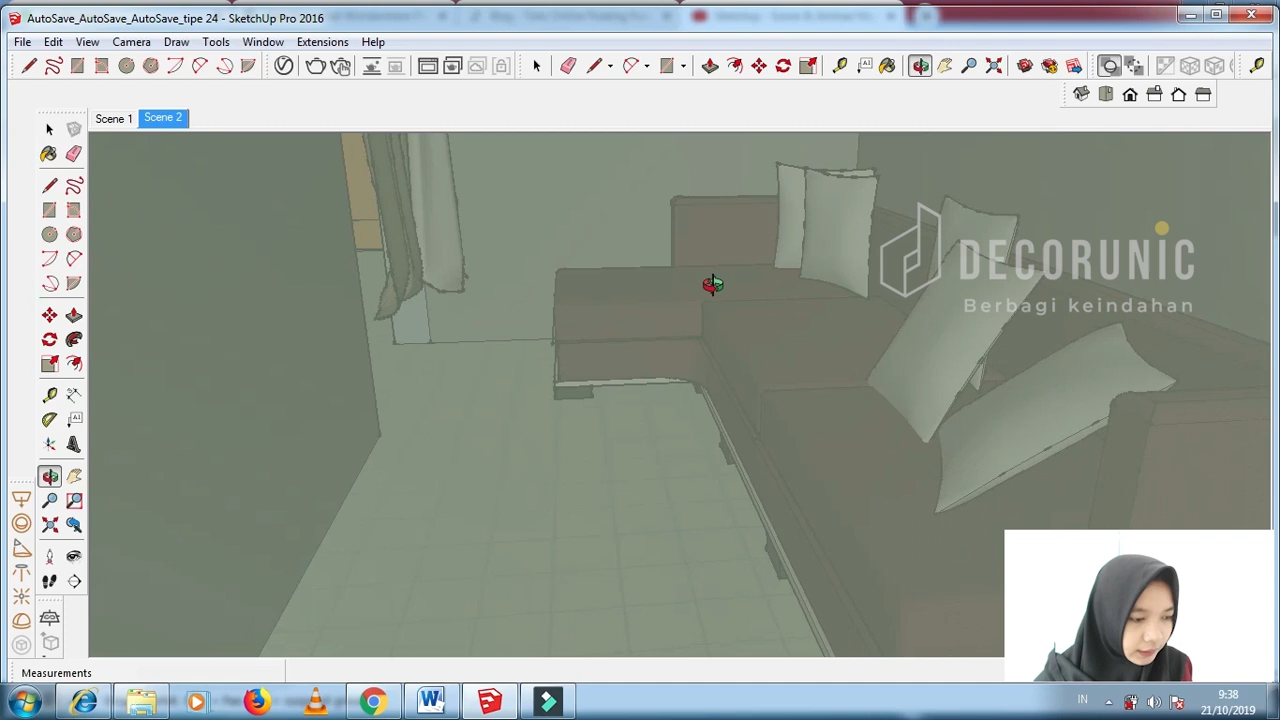 AutoSave_AutoSave_AutoSave_tipe 24 - SketchUp Pro 2016
File Edit View Camera Draw Tools Window Extensions Help
Scene 1 Scene 2
DECORUNIC
Berbagi keindahan
Measurements
IN
9:38
21/10/2019